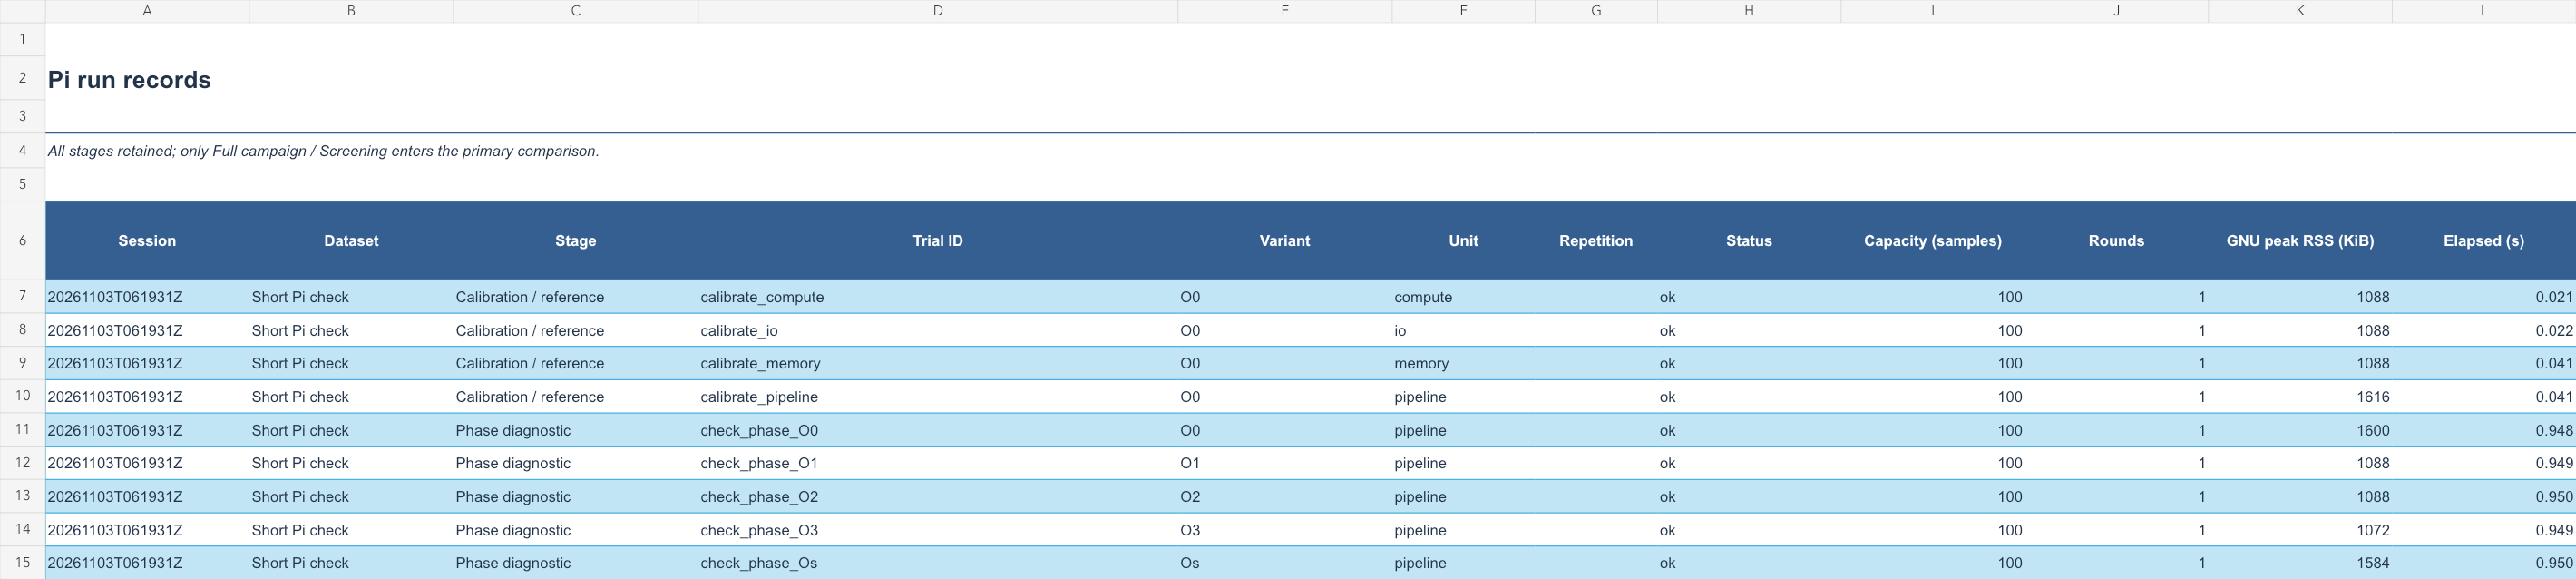 A B C D E F G H I J K L
1
2 Pi run records
3
4 All stages retained; only Full campaign / Screening enters the primary comparison.
5
6 Session Dataset Stage Trial ID Variant Unit Repetition Status Capacity (samples) Rounds GNU peak RSS (KiB) Elapsed (s)
7 20261103T061931Z Short Pi check Calibration / reference calibrate_compute O0 compute ok 100 1 1088 0.021
8 20261103T061931Z Short Pi check Calibration / reference calibrate_io O0 io ok 100 1 1088 0.022
9 20261103T061931Z Short Pi check Calibration / reference calibrate_memory O0 memory ok 100 1 1088 0.041
10 20261103T061931Z Short Pi check Calibration / reference calibrate_pipeline O0 pipeline ok 100 1 1616 0.041
11 20261103T061931Z Short Pi check Phase diagnostic check_phase_O0 O0 pipeline ok 100 1 1600 0.948
12 20261103T061931Z Short Pi check Phase diagnostic check_phase_O1 O1 pipeline ok 100 1 1088 0.949
13 20261103T061931Z Short Pi check Phase diagnostic check_phase_O2 O2 pipeline ok 100 1 1088 0.950
14 20261103T061931Z Short Pi check Phase diagnostic check_phase_O3 O3 pipeline ok 100 1 1072 0.949
15 20261103T061931Z Short Pi check Phase diagnostic check_phase_Os Os pipeline ok 100 1 1584 0.950